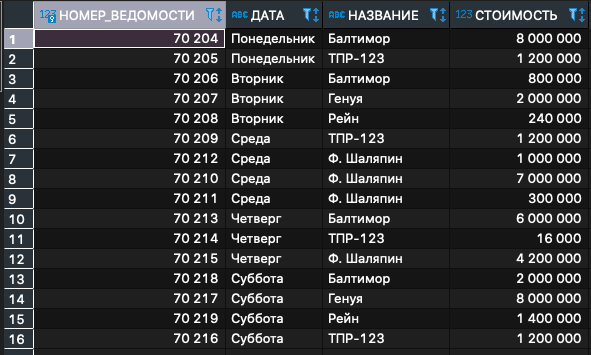 123 НОМЕР_ВЕДОМОСТИ ABC ДАТА ABC НАЗВАНИЕ 123 СТОИМОСТЬ
1 70 204 Понедельник Балтимор 8 000 000
2 70 205 Понедельник ТПР-123 1 200 000
3 70 206 Вторник Балтимор 800 000
4 70 207 Вторник Генуя 2 000 000
5 70 208 Вторник Рейн 240 000
6 70 209 Среда ТПР-123 1 200 000
7 70 212 Среда Ф. Шаляпин 1 000 000
8 70 210 Среда Ф. Шаляпин 7 000 000
9 70 211 Среда Ф. Шаляпин 300 000
10 70 213 Четверг Балтимор 6 000 000
11 70 214 Четверг ТПР-123 16 000
12 70 215 Четверг Ф. Шаляпин 4 200 000
13 70 218 Суббота Балтимор 2 000 000
14 70 217 Суббота Генуя 8 000 000
15 70 219 Суббота Рейн 1 400 000
16 70 216 Суббота ТПР-123 1 200 000